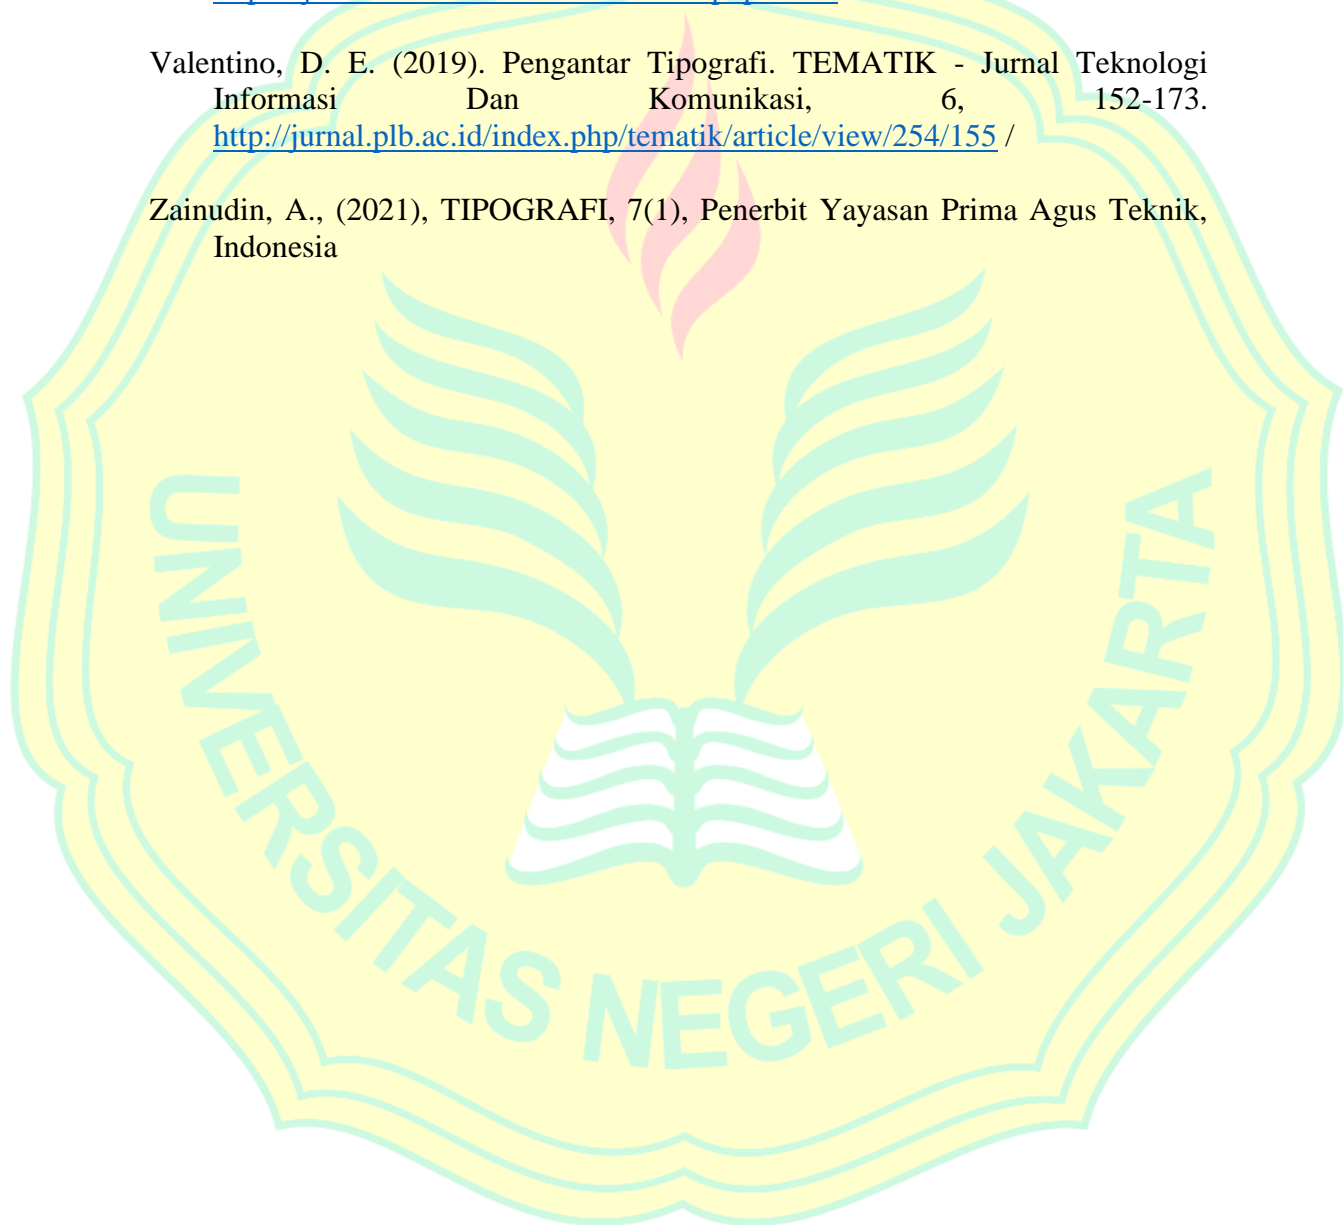 Valentino, D. E. (2019). Pengantar Tipografi. TEMATIK - Jurnal Teknologi
Informasi Dan Komunikasi, 6, 152-173.
http://jurnal.plb.ac.id/index.php/tematik/article/view/254/155 /
Zainudin, A., (2021), TIPOGRAFI, 7(1), Penerbit Yayasan Prima Agus Teknik,
Indonesia
UNIVERSITAS NEGERI JAKARTA